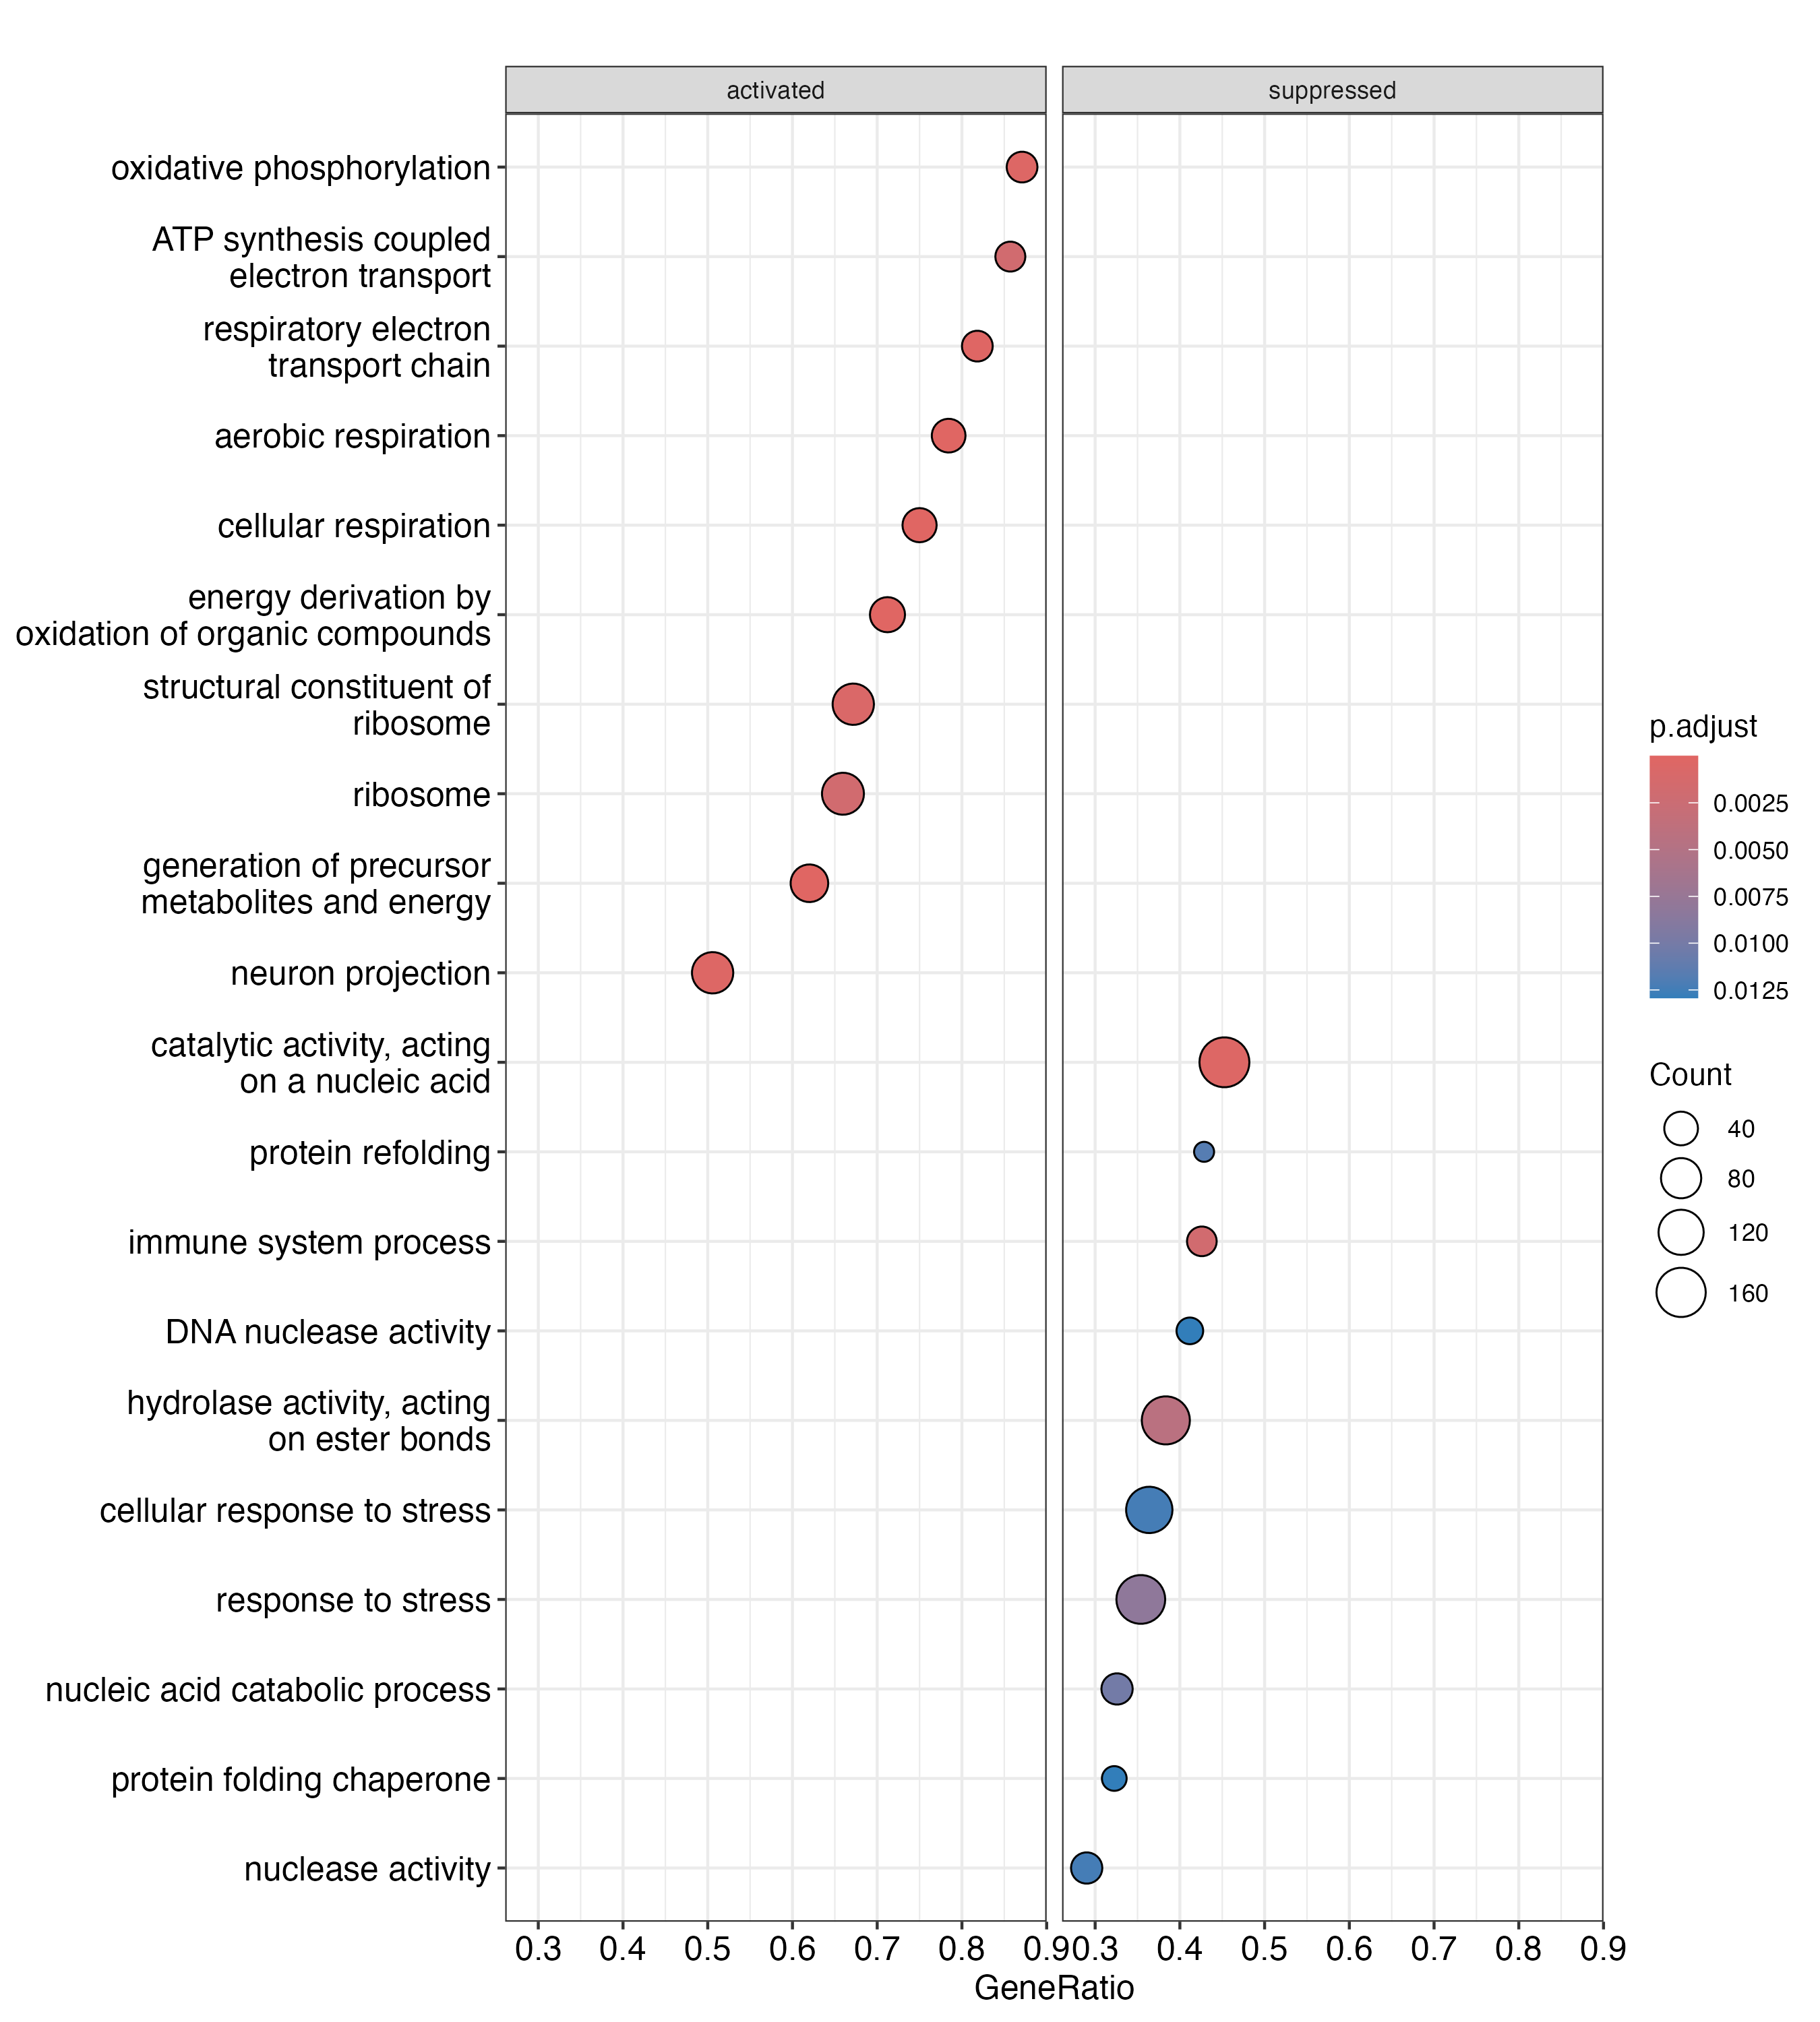 activated
suppressed
oxidative phosphorylation
ATP synthesis coupled
electron transport
respiratory electron
transport chain
aerobic respiration
cellular respiration
energy derivation by
oxidation of organic compounds
structural constituent of
ribosome
ribosome
generation of precursor
metabolites and energy
neuron projection
catalytic activity, acting
on a nucleic acid
protein refolding
immune system process
DNA nuclease activity
hydrolase activity, acting
on ester bonds
cellular response to stress
response to stress
nucleic acid catabolic process
protein folding chaperone
nuclease activity
0.3 0.4 0.5 0.6 0.7 0.8 0.9
0.3 0.4 0.5 0.6 0.7 0.8 0.9
GeneRatio
p.adjust
0.0025
0.0050
0.0075
0.0100
0.0125
Count
40
80
120
160